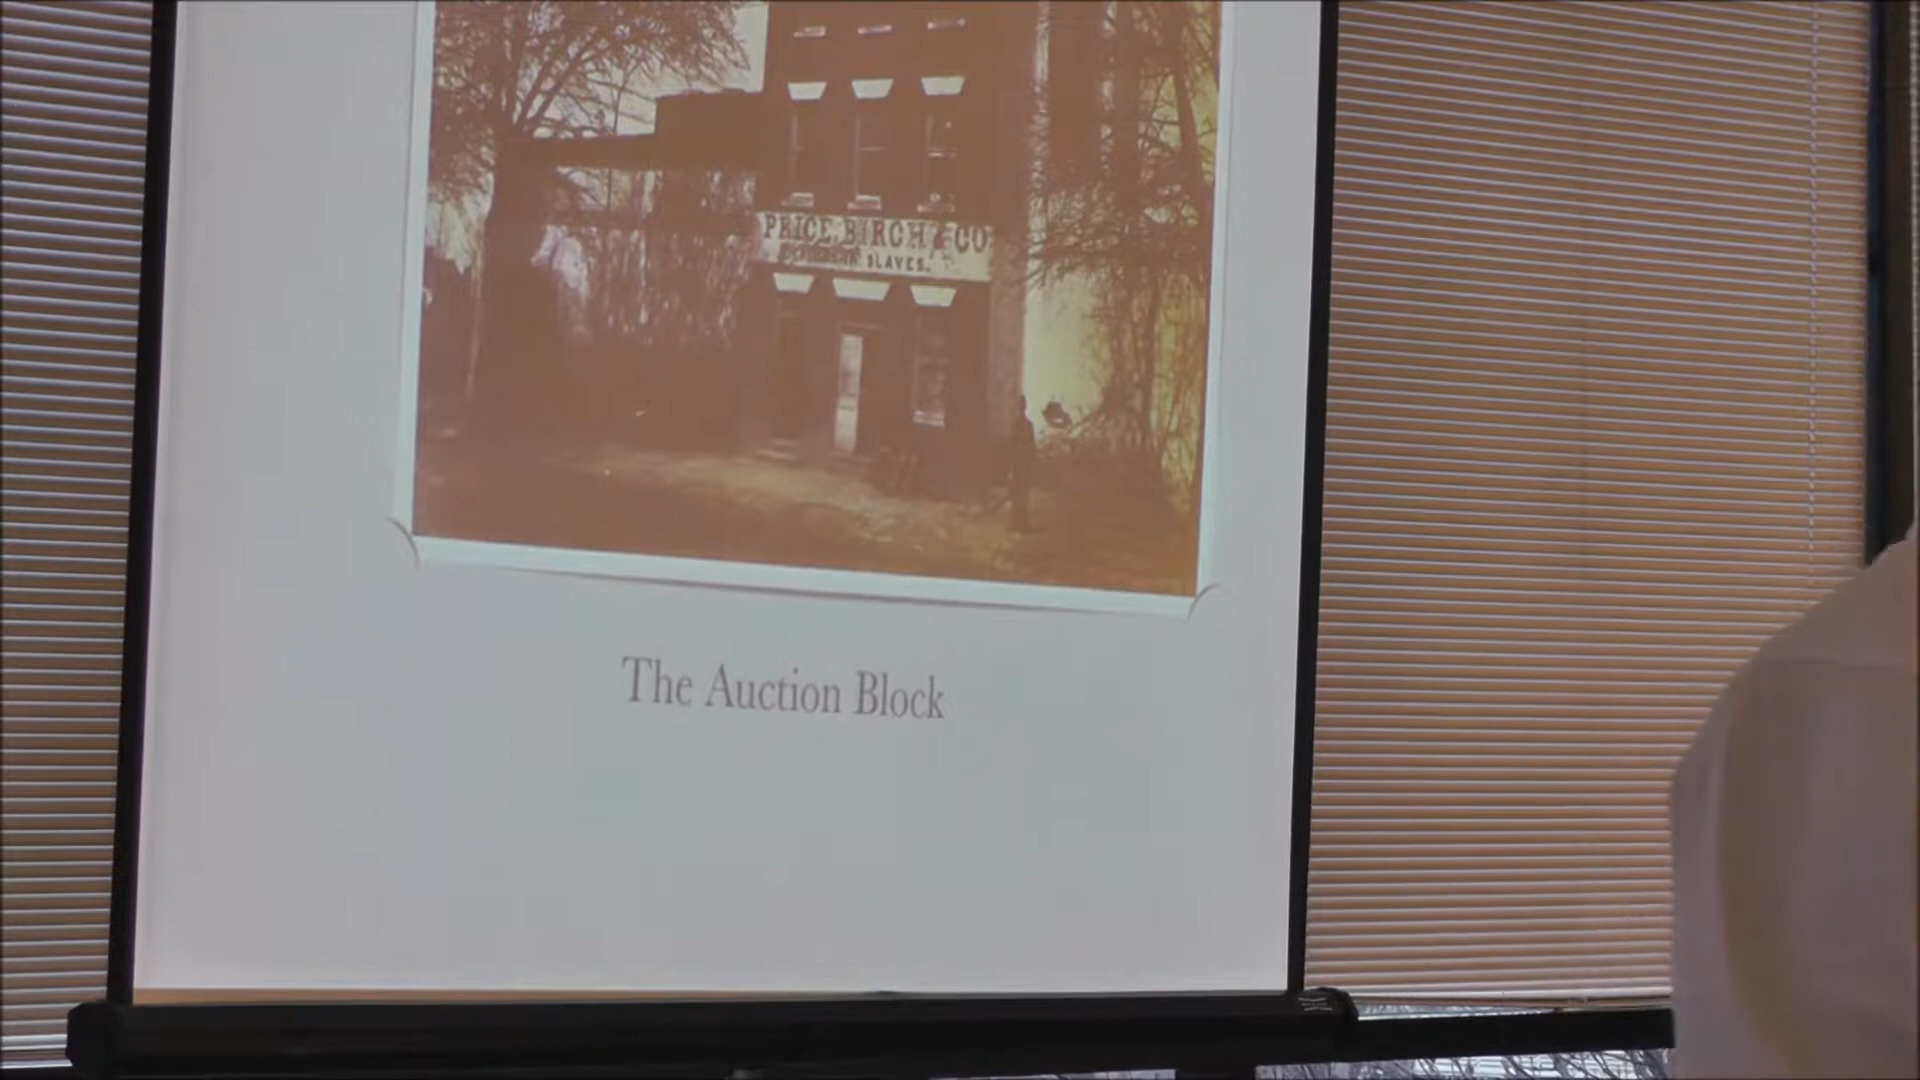 PRICE, BIRCH & CO
SLAVES.
The Auction Block